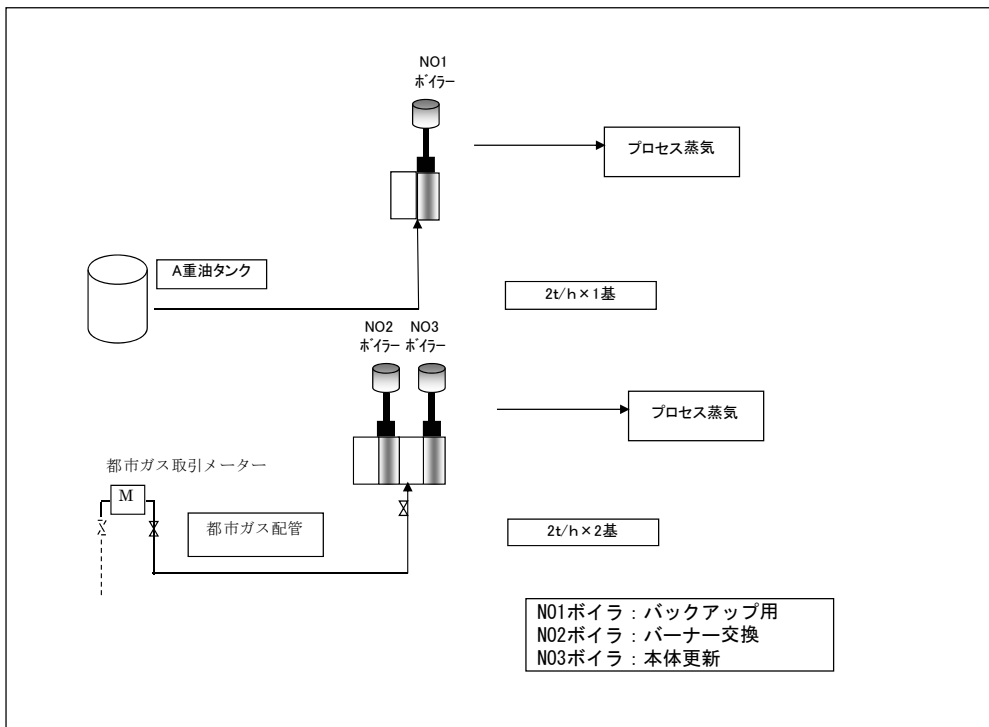 NO1
ﾎﾞｲﾗｰ
プロセス蒸気
A重油タンク
2t/h×1基
NO2 NO3
ﾎﾞｲﾗｰ ﾎﾞｲﾗｰ
プロセス蒸気
都市ガス取引メーター
M
都市ガス配管
2t/h×2基
NO1ボイラ：バックアップ用
NO2ボイラ：バーナー交換
NO3ボイラ：本体更新